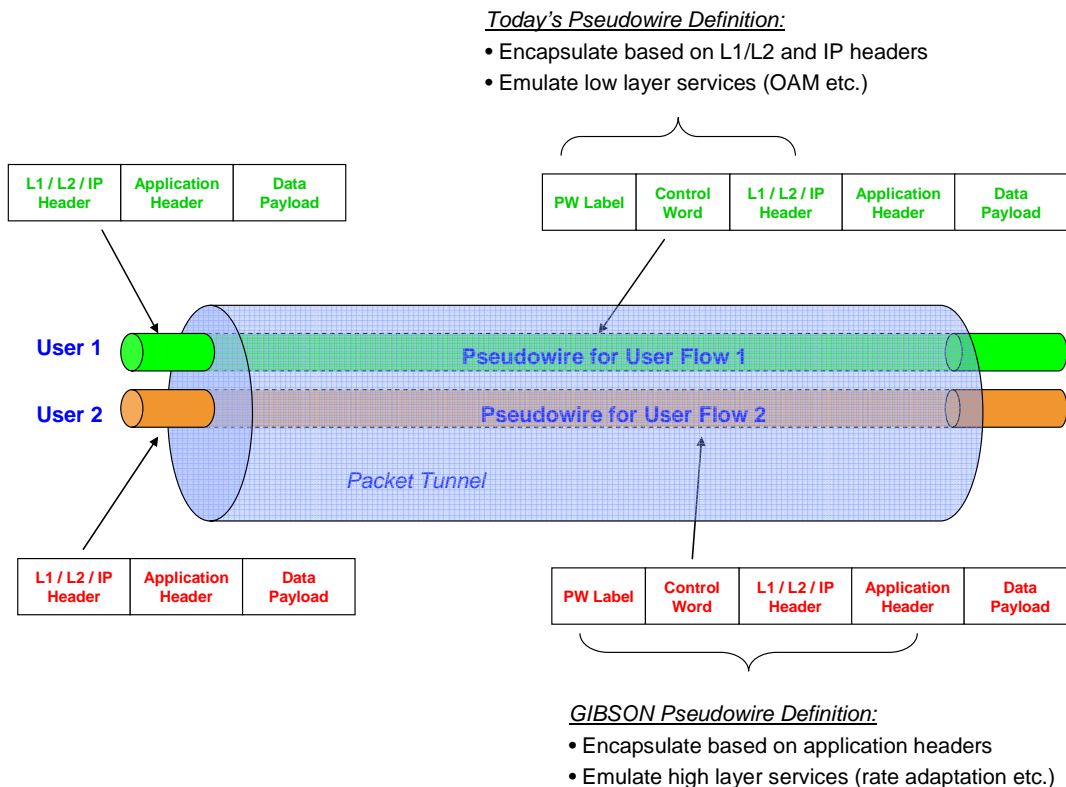 Today's Pseudowire Definition:
• Encapsulate based on L1/L2 and IP headers
• Emulate low layer services (OAM etc.)
L1 / L2 / IP Header
Application Header
Data Payload
PW Label
Control Word
L1 / L2 / IP Header
Application Header
Data Payload
User 1
Pseudowire for User Flow 1
User 2
Pseudowire for User Flow 2
Packet Tunnel
L1 / L2 / IP Header
Application Header
Data Payload
PW Label
Control Word
L1 / L2 / IP Header
Application Header
Data Payload
GIBSON Pseudowire Definition:
• Encapsulate based on application headers
• Emulate high layer services (rate adaptation etc.)